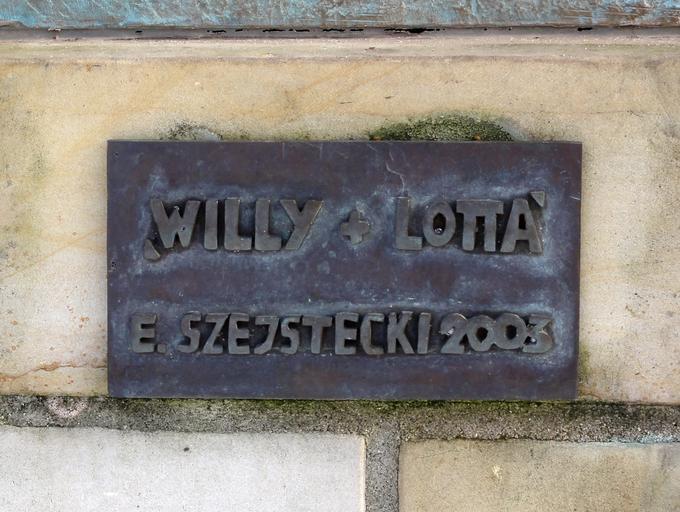 "WILLY + LOTTA"
E. SZEJSTECKI 2003